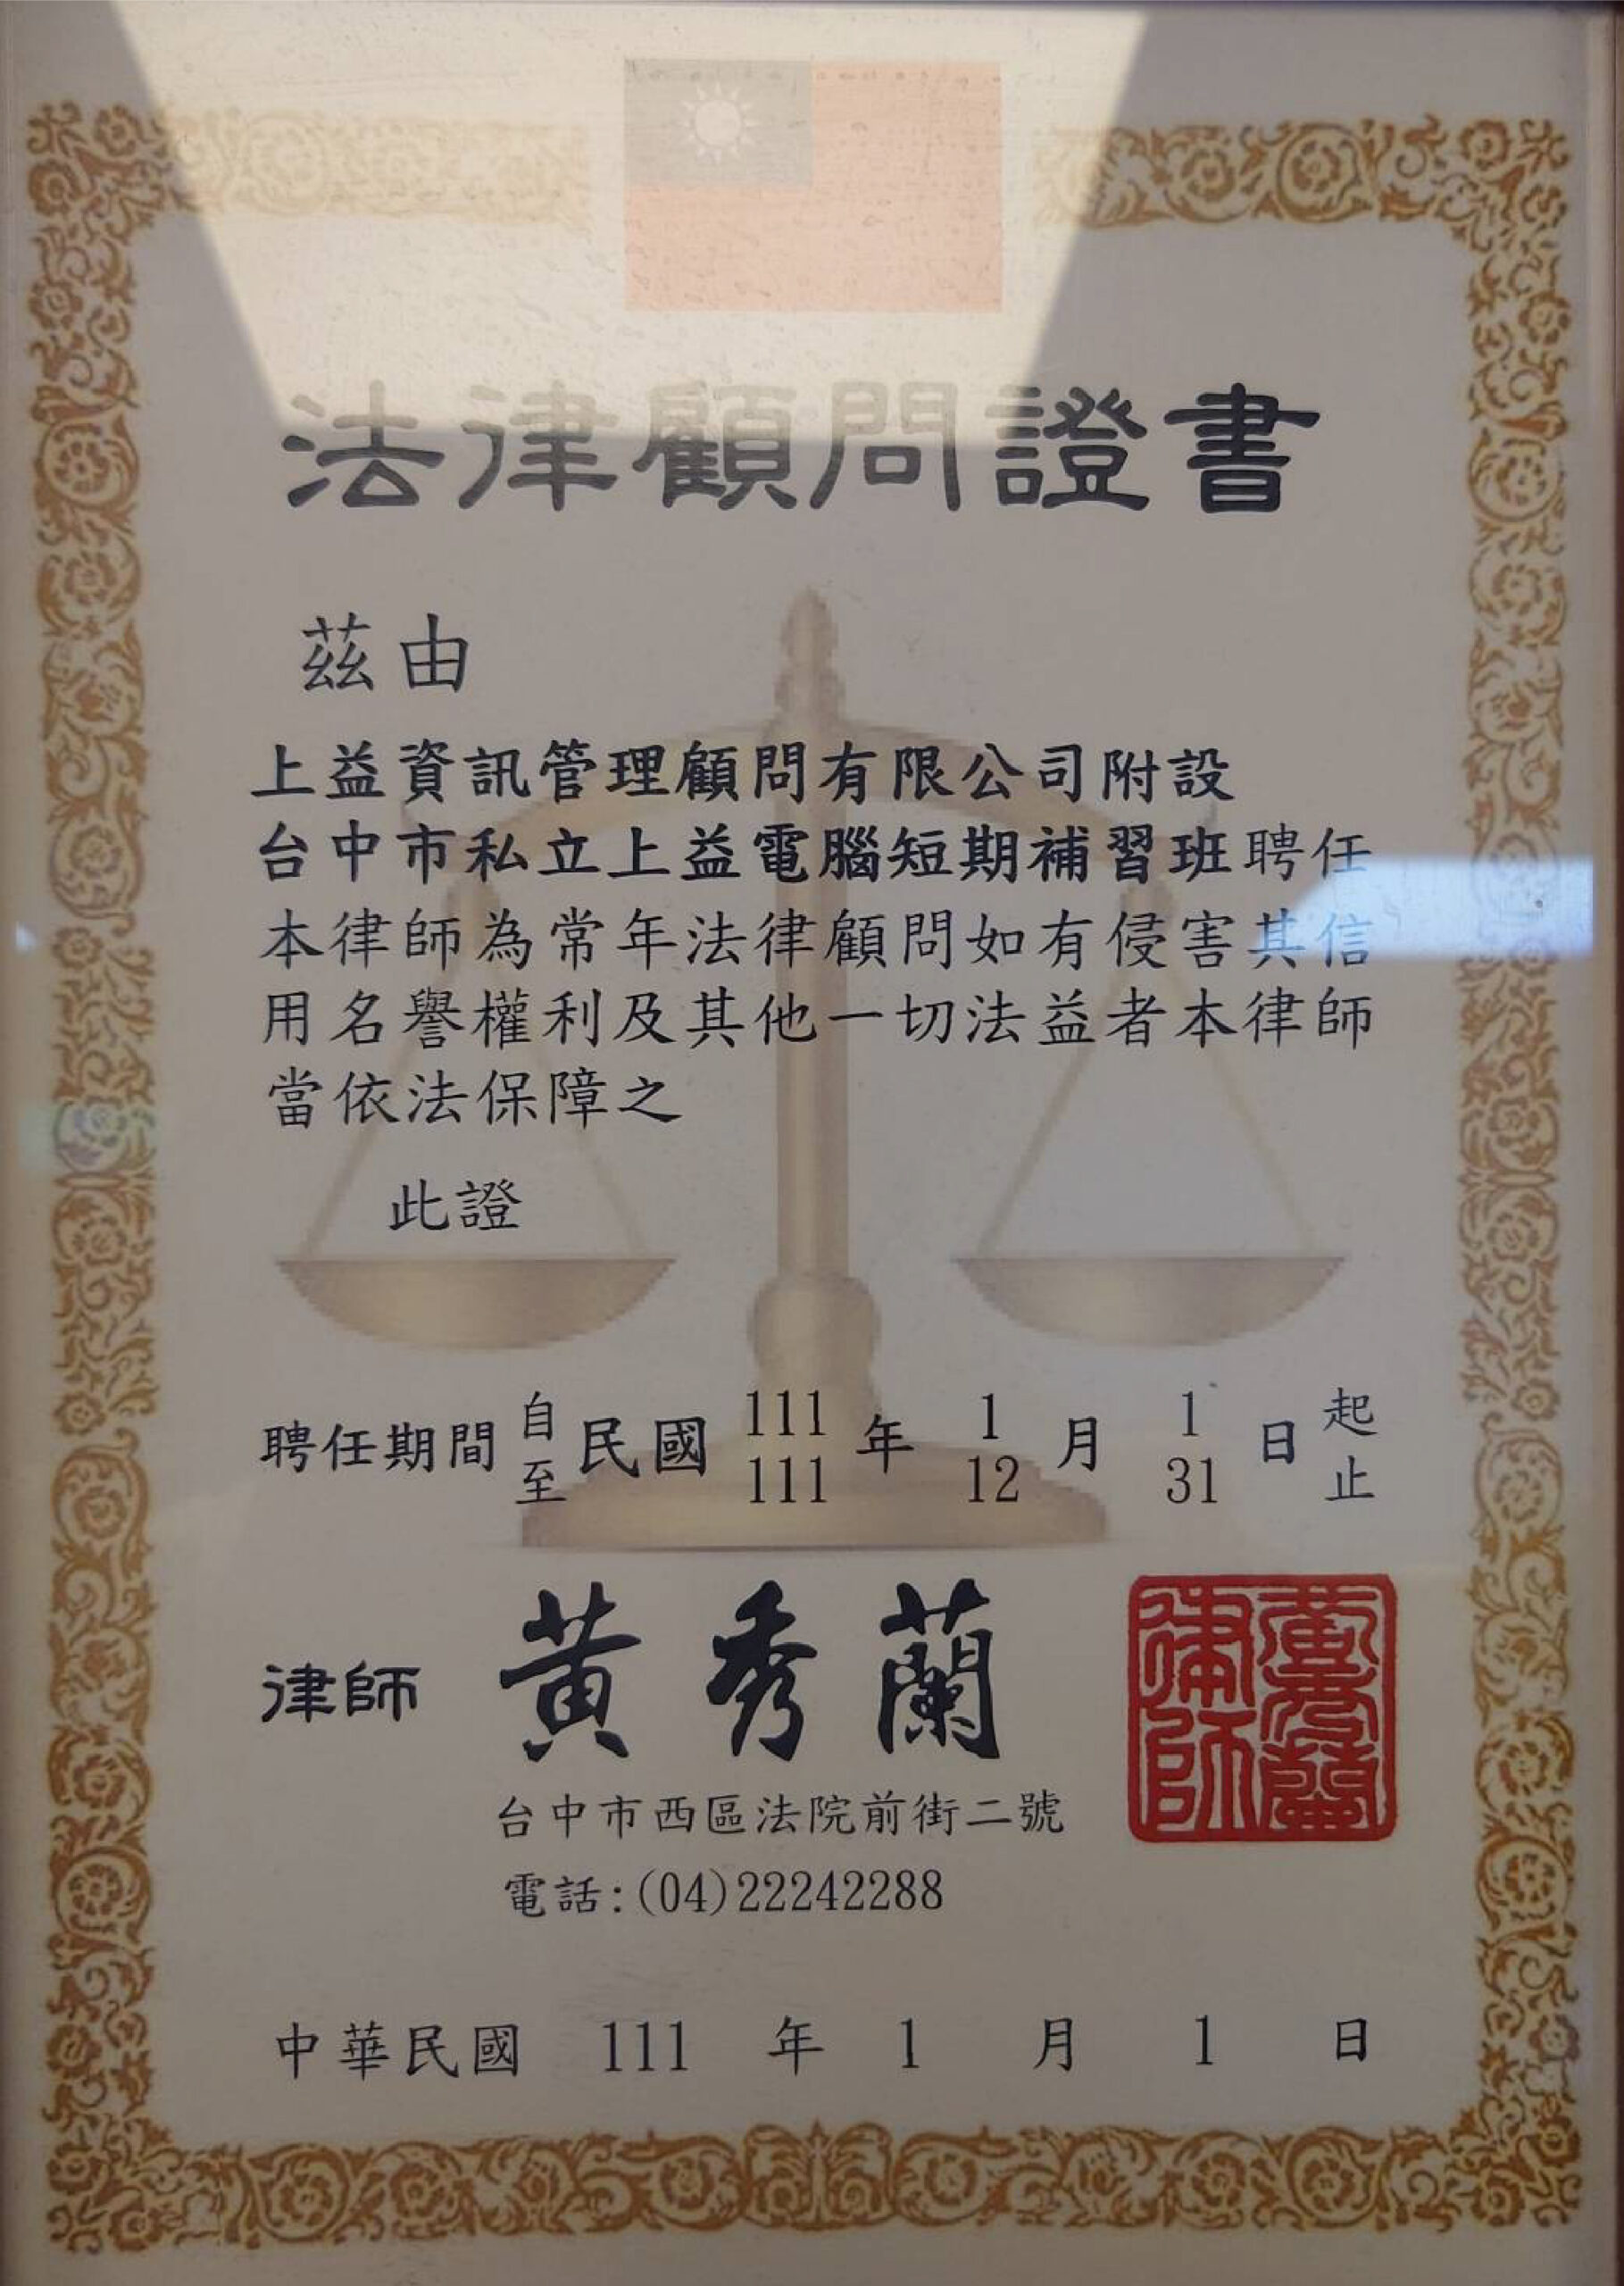 法律顧問證書
茲由
上益資訊管理顧問有限公司附設
台中市私立上益電腦短期補習班聘任
本律師為常年法律顧問如有侵害其信
用名譽權利及其他一切法益者本律師
當依法保障之
此證
聘任期間 自 民國 111 年 1 月 1 日 起
至 111 12 31 止
律師 黃秀蘭
黃秀蘭律師
台中市西區法院前街二號
電話:(04)22242288
中華民國 111 年 1 月 1 日